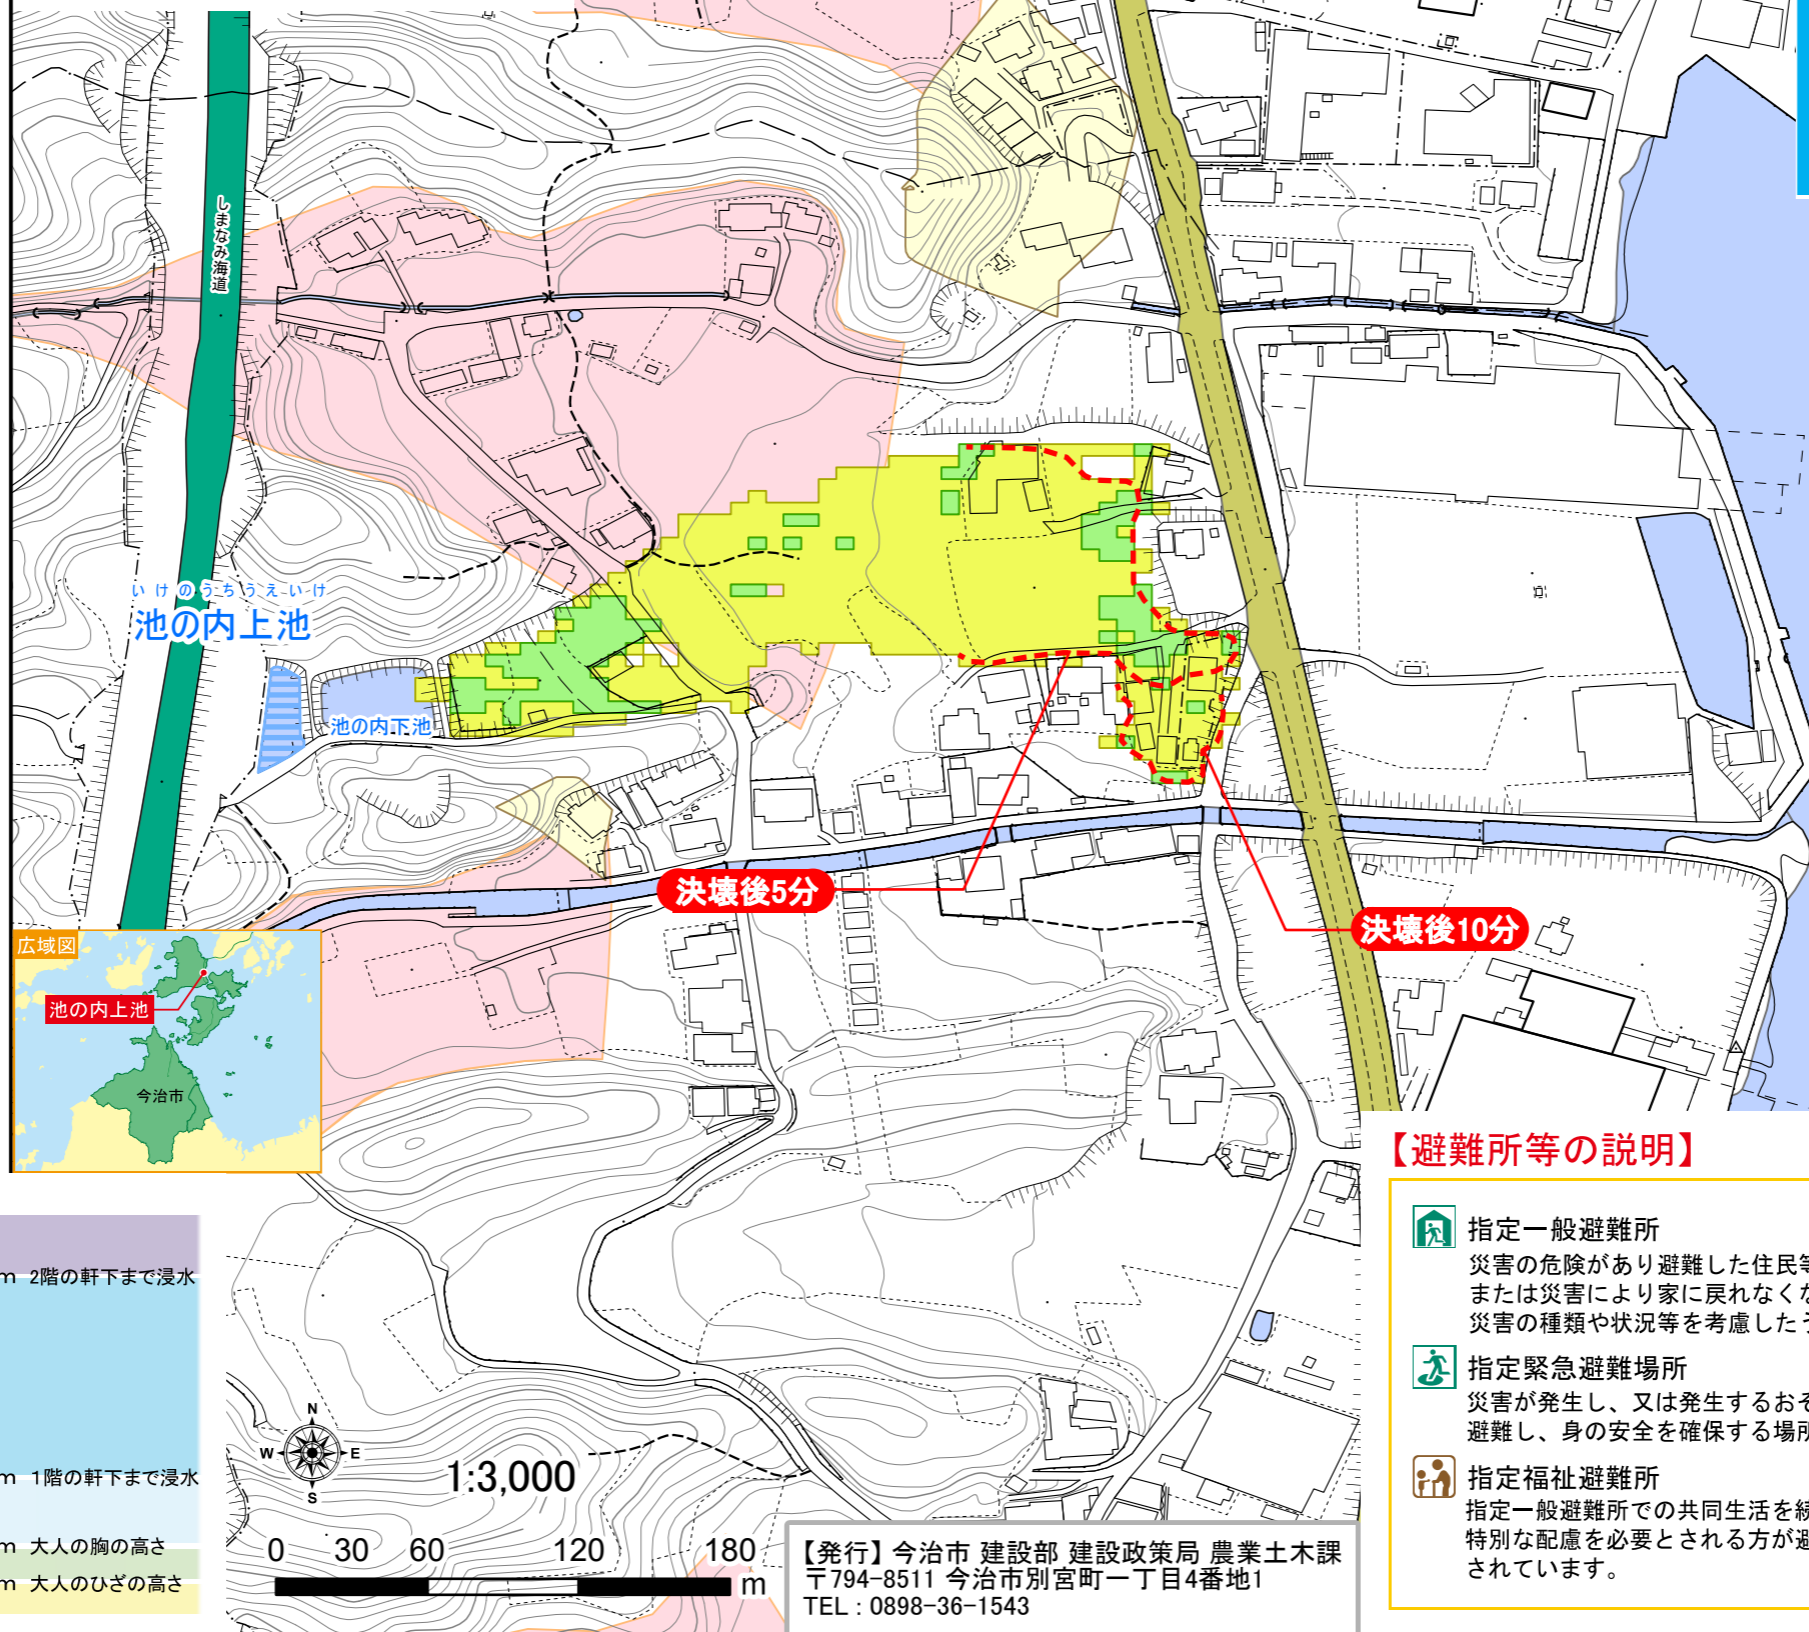 しまなみ海道
いけのうちうえいけ
池の内上池
池の内下池
決壊後5分
決壊後10分
広域図
池の内上池
今治市
m 2階の軒下まで浸水
m 1階の軒下まで浸水
m 大人の胸の高さ
m 大人のひざの高さ
N
W E
S
1:3,000
0 30 60 120 180
m
【発行】今治市 建設部 建設政策局 農業土木課
〒794-8511 今治市別宮町一丁目4番地1
TEL : 0898-36-1543
【避難所等の説明】
指定一般避難所
災害の危険があり避難した住民等
または災害により家に戻れなくな
災害の種類や状況等を考慮した
指定緊急避難場所
災害が発生し、又は発生するおそ
避難し、身の安全を確保する場所
指定福祉避難所
指定一般避難所での共同生活を続
特別な配慮を必要とされる方が避
されています。